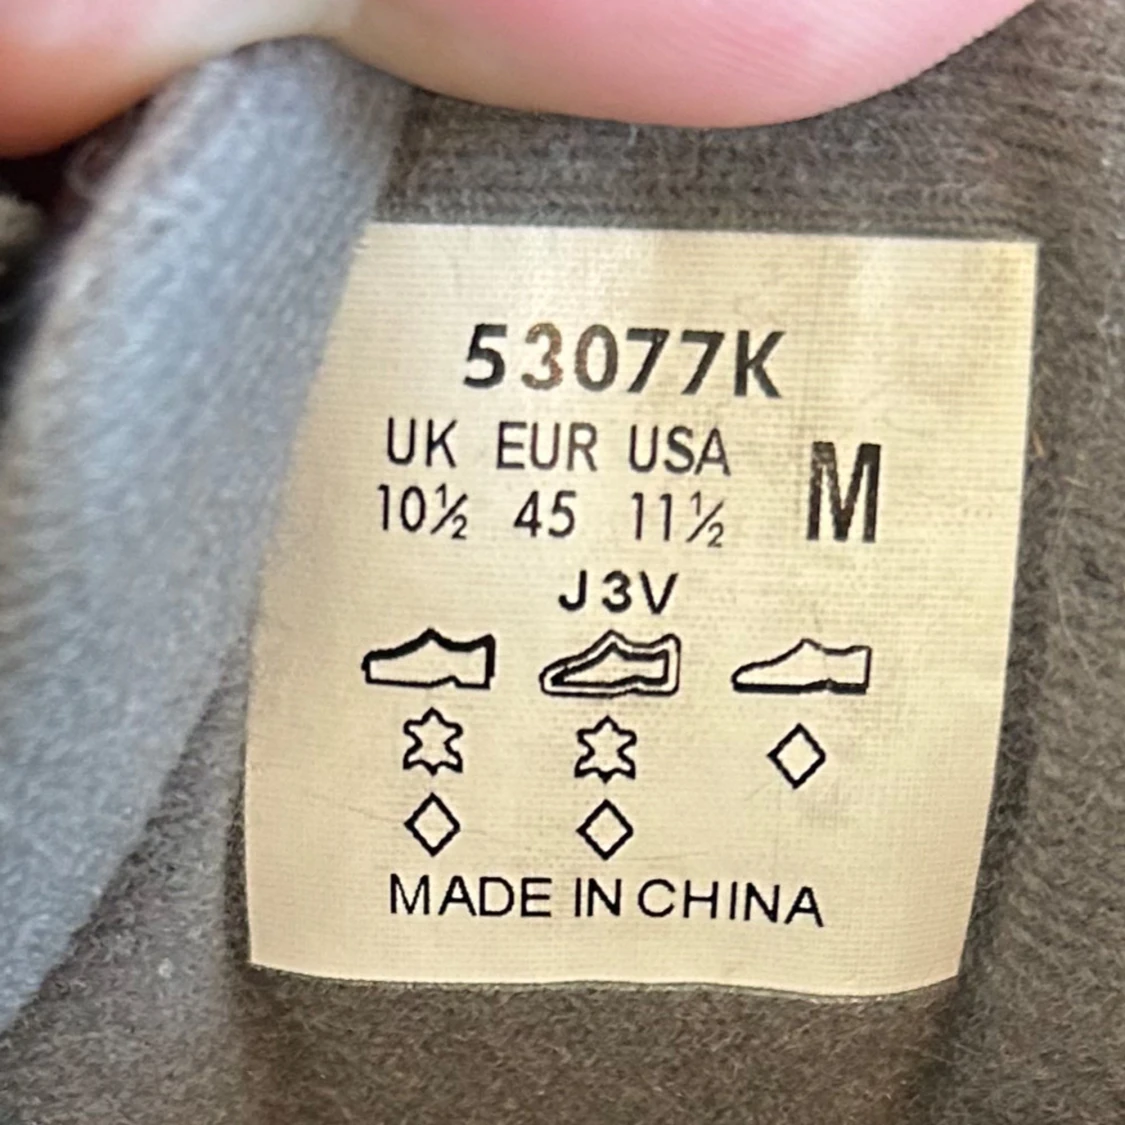 53077K
UK EUR USA M
10½ 45 11½
J3V
MADE IN CHINA